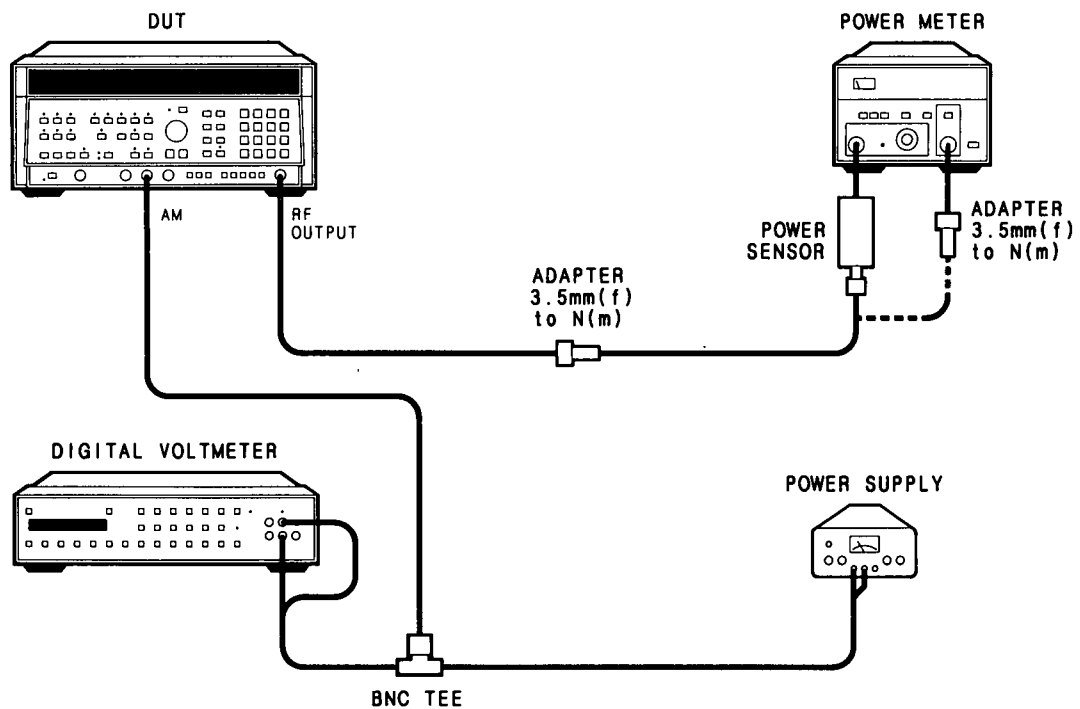 DUT
POWER METER
AM
RF
OUTPUT
POWER
SENSOR
ADAPTER
3.5mm(f)
to N(m)
ADAPTER
3.5mm(f)
to N(m)
DIGITAL VOLTMETER
POWER SUPPLY
BNC TEE